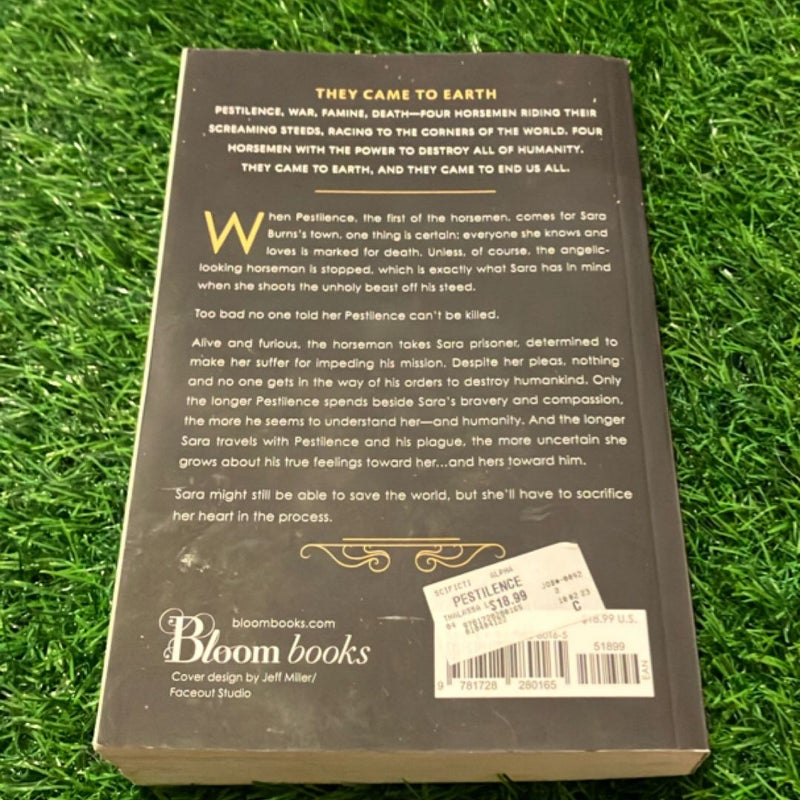 THEY CAME TO EARTH
PESTILENCE, WAR, FAMINE, DEATH—FOUR HORSEMEN RIDING THEIR
SCREAMING STEEDS, RACING TO THE CORNERS OF THE WORLD. FOUR
HORSEMEN WITH THE POWER TO DESTROY ALL OF HUMANITY.
THEY CAME TO EARTH, AND THEY CAME TO END US ALL.
When Pestilence, the first of the horsemen, comes for Sara
Burns's town, one thing is certain: everyone she knows and
loves is marked for death. Unless, of course, the angelic-
looking horseman is stopped, which is exactly what Sara has in mind
when she shoots the unholy beast off his steed.
Too bad no one told her Pestilence can't be killed.
Alive and furious, the horseman takes Sara prisoner, determined to
make her suffer for impeding his mission. Despite her pleas, nothing
and no one gets in the way of his orders to destroy humankind. Only
the longer Pestilence spends beside Sara's bravery and compassion,
the more he seems to understand her—and humanity. And the longer
Sara travels with Pestilence and his plague, the more uncertain she
grows about his true feelings toward her...and hers toward him.
Sara might still be able to save the world, but she'll have to sacrifice
her heart in the process.
bloombooks.com
Bloom books
Cover design by Jeff Miller/
Faceout Studio
SCIFICTI ALPHA
PESTILENCE
THALASSA L $18.99
C
$18.99 U.S.
51899
EAN
9 781728 280165